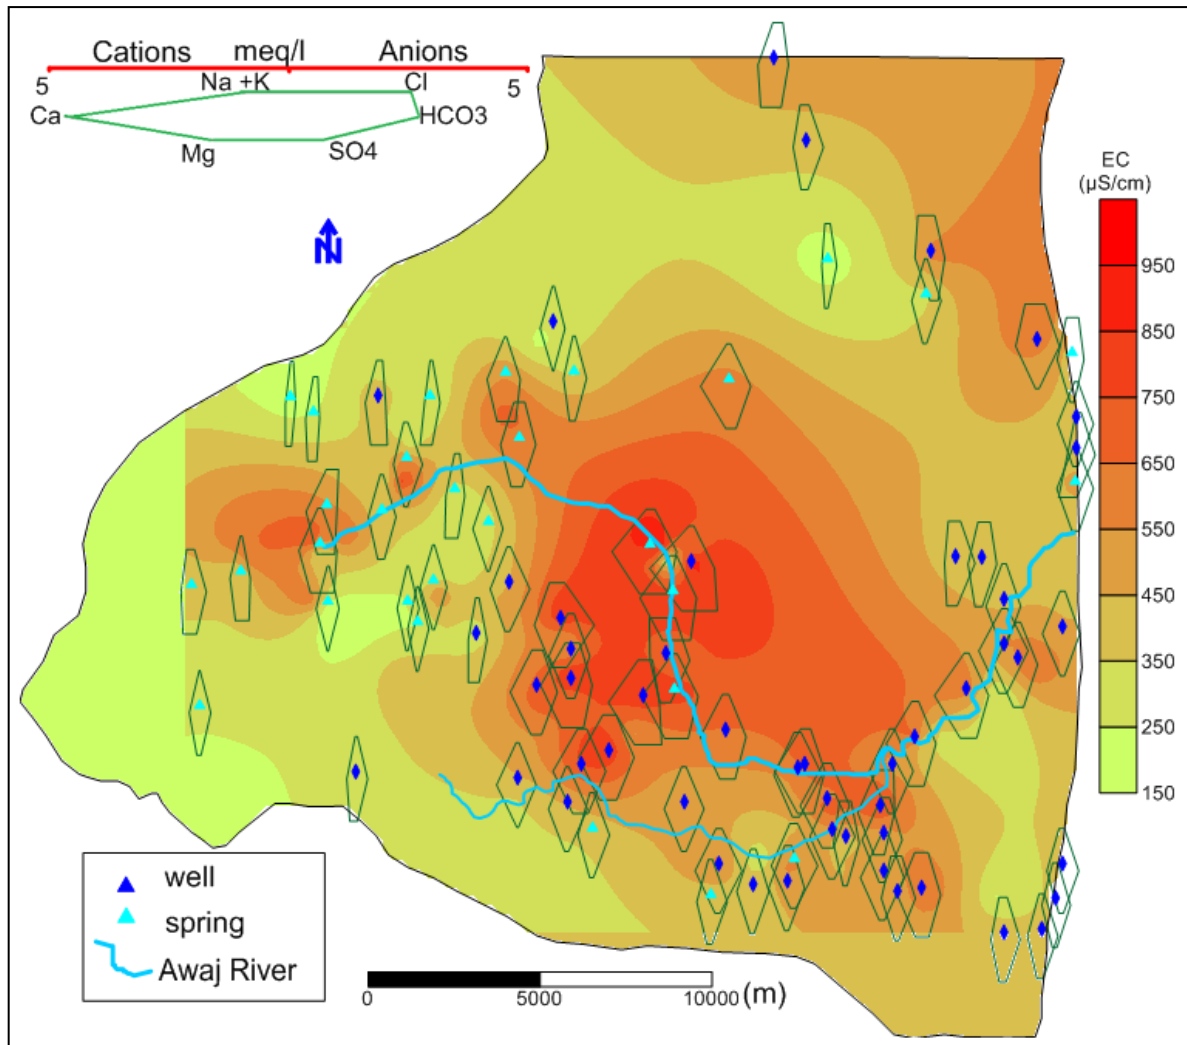 Cations meq/l Anions
5 Na +K Cl 5
Ca HCO3
Mg SO4
N
EC
(µS/cm)
950
850
750
650
550
450
350
250
150
well
spring
Awaj River
0 5000 10000 (m)